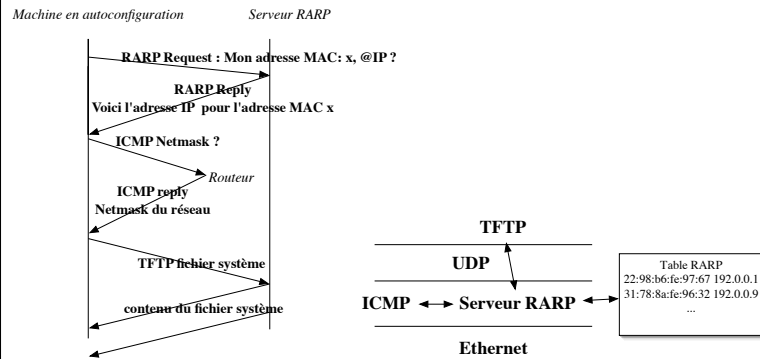 Machine en autoconfiguration
Serveur RARP
RARP Request : Mon adresse MAC: x, @IP ?
RARP Reply
Voici l'adresse IP pour l'adresse MAC x
ICMP Netmask ?
Routeur
ICMP reply
Netmask du réseau
TFTP fichier système
contenu du fichier système
TFTP
UDP
ICMP
Serveur RARP
Ethernet
Table RARP
22:98:b6:fe:97:67 192.0.0.1
31:78:8a:fe:96:32 192.0.0.9
...